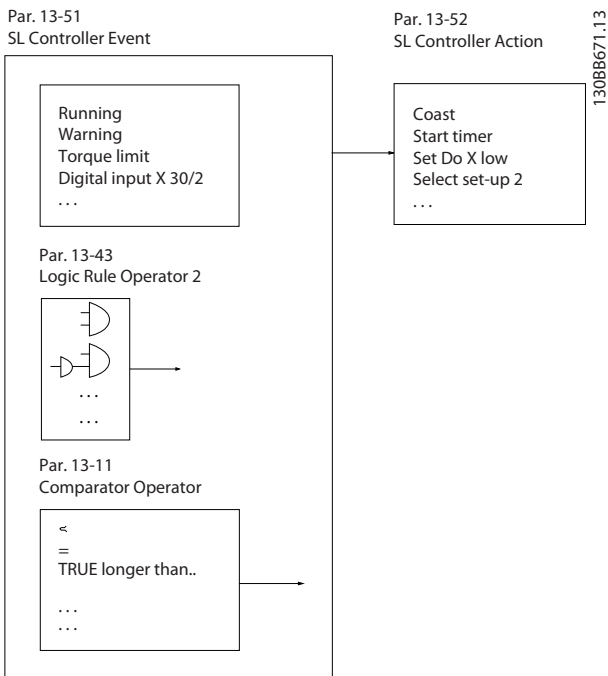 Par. 13-51
SL Controller Event
Par. 13-52
SL Controller Action
130BB671.13
Running
Warning
Torque limit
Digital input X 30/2
. . .
Coast
Start timer
Set Do X low
Select set-up 2
. . .
Par. 13-43
Logic Rule Operator 2
. . .
. . .
Par. 13-11
Comparator Operator
<
=
TRUE longer than..
. . .
. . .